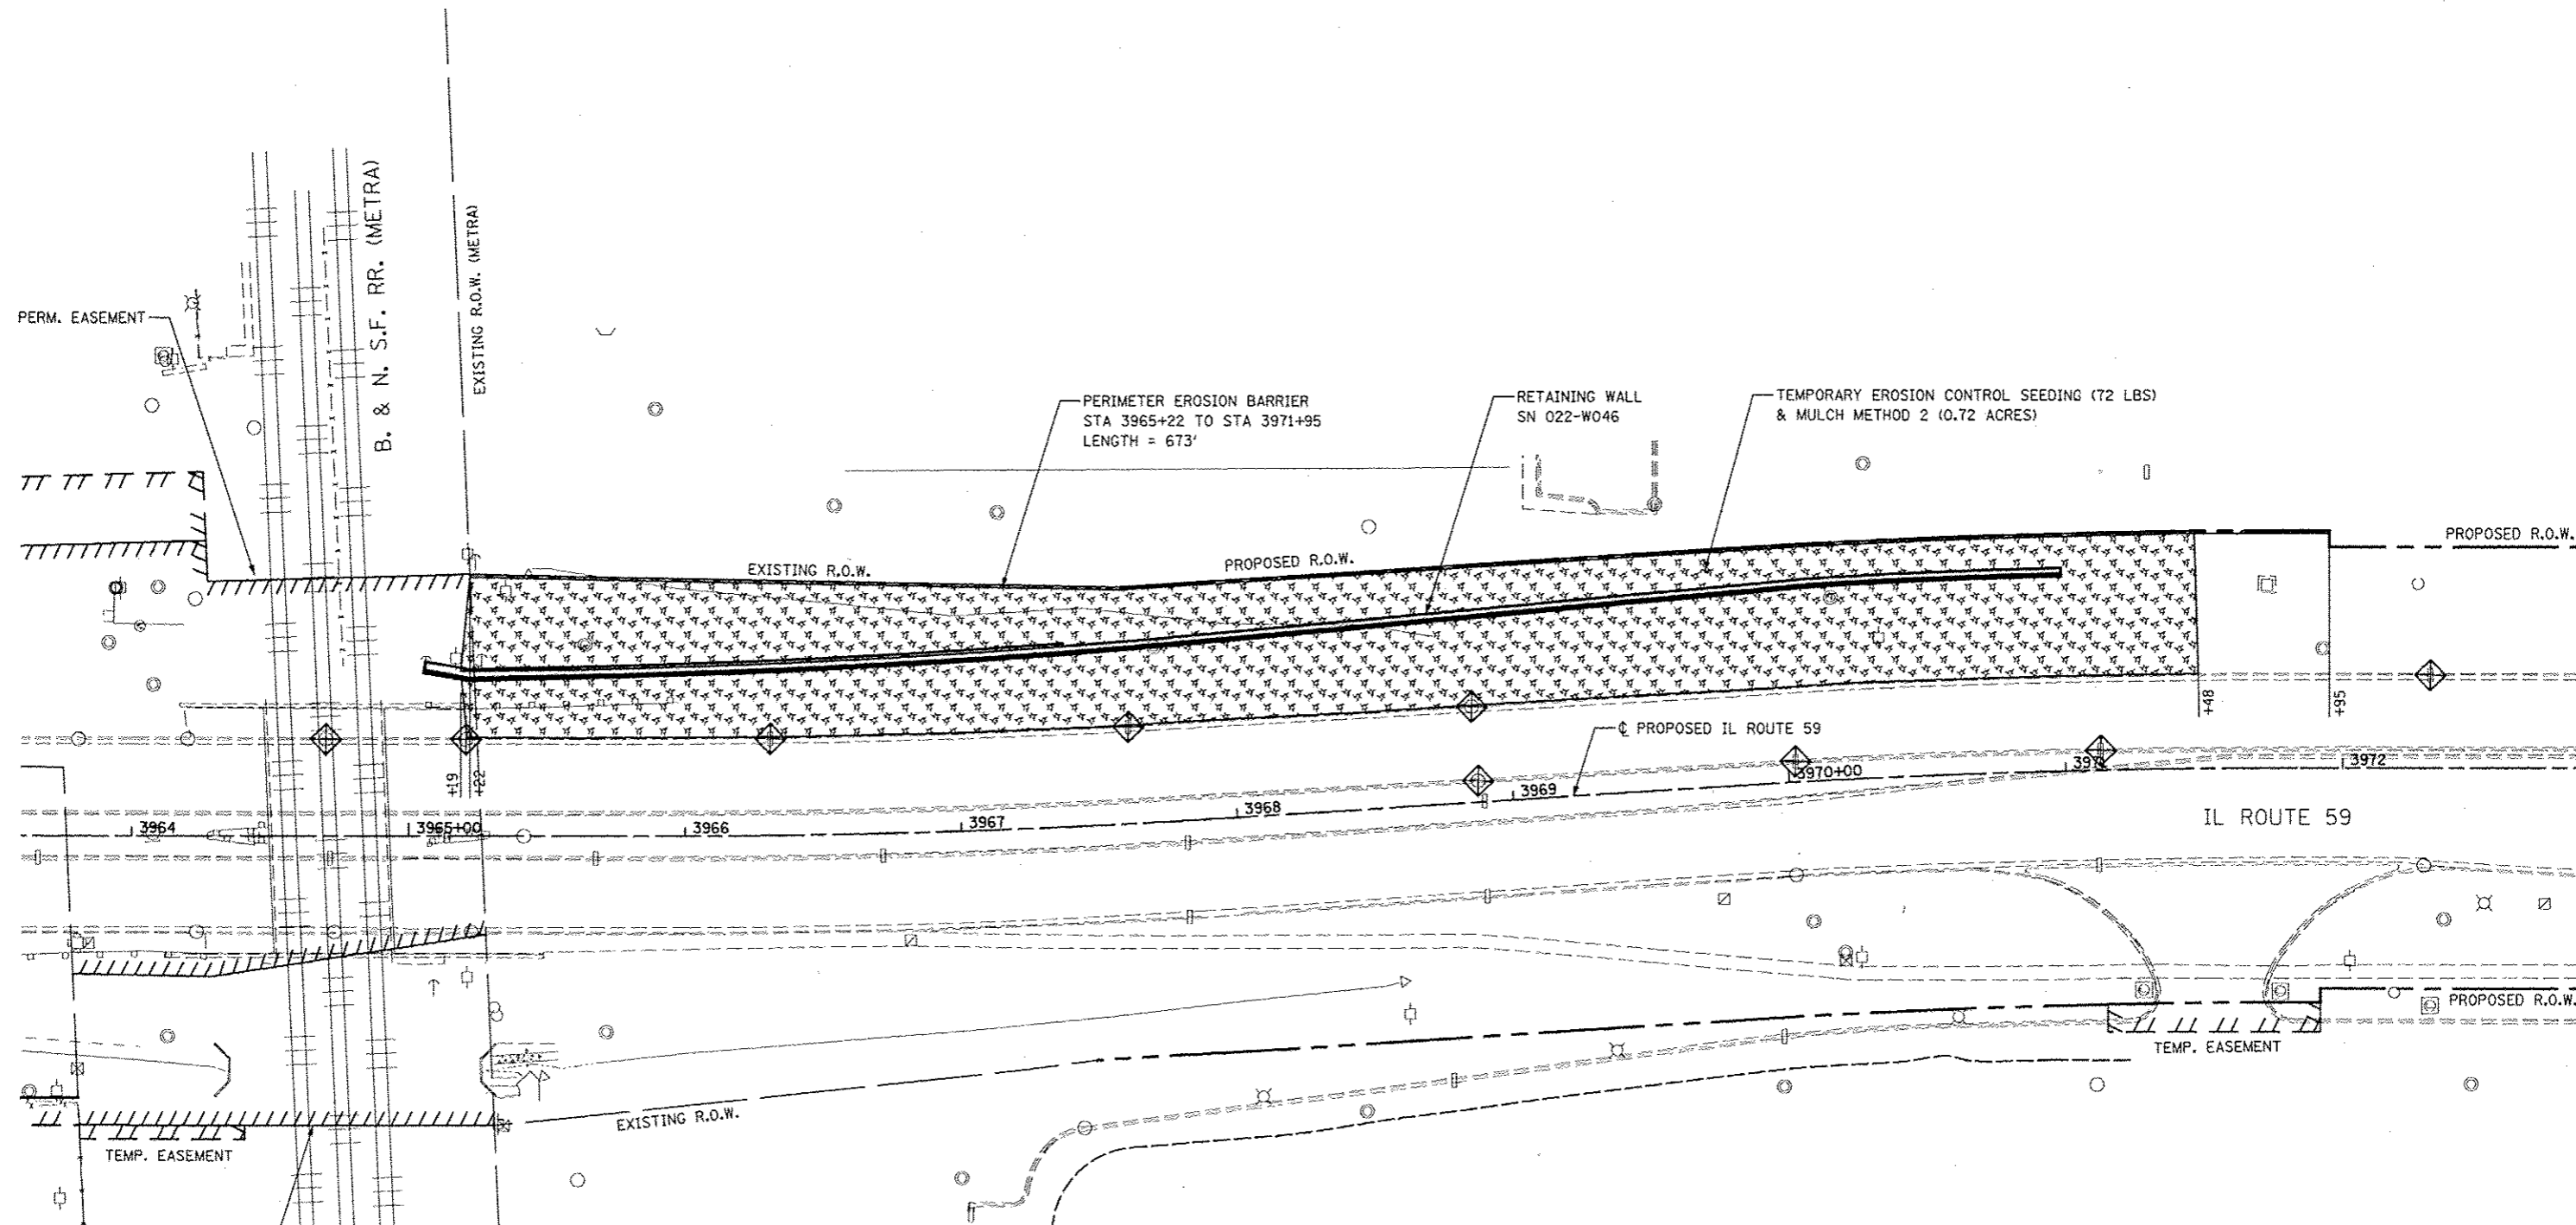 B. & N. S.F. RR. (METRA)
EXISTING R.O.W. (METRA)
PERM. EASEMENT
PERIMETER EROSION BARRIER
STA 3965+22 TO STA 3971+95
LENGTH = 673'
RETAINING WALL
SN 022-W046
TEMPORARY EROSION CONTROL SEEDING (72 LBS)
& MULCH METHOD 2 (0.72 ACRES)
EXISTING R.O.W.
PROPOSED R.O.W.
PROPOSED R.O.W.
+19
+22
+48
+95
℄ PROPOSED IL ROUTE 59
3964
3965+00
3966
3967
3968
3969
3970+00
3972
IL ROUTE 59
PROPOSED R.O.W.
TEMP. EASEMENT
EXISTING R.O.W.
TEMP. EASEMENT